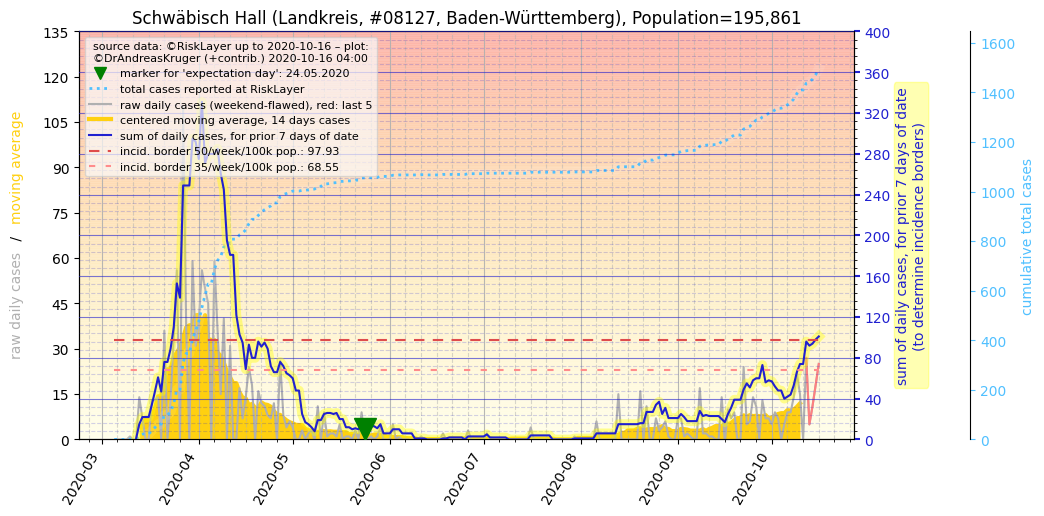 Schwäbisch Hall (Landkreis, #08127, Baden-Württemberg), Population=195,861
source data: ©RiskLayer up to 2020-10-16 – plot:
©DrAndreasKruger (+contrib.) 2020-10-16 04:00
marker for 'expectation day': 24.05.2020
total cases reported at RiskLayer
raw daily cases (weekend-flawed), red: last 5
centered moving average, 14 days cases
sum of daily cases, for prior 7 days of date
incid. border 50/week/100k pop.: 97.93
incid. border 35/week/100k pop.: 68.55
raw daily cases / moving average
135
120
105
90
75
60
45
30
15
0
2020-03
2020-04
2020-05
2020-06
2020-07
2020-08
2020-09
2020-10
400
360
320
280
240
200
160
120
80
40
0
sum of daily cases, for prior 7 days of date
(to determine incidence borders)
1600
1400
1200
1000
800
600
400
200
0
cumulative total cases